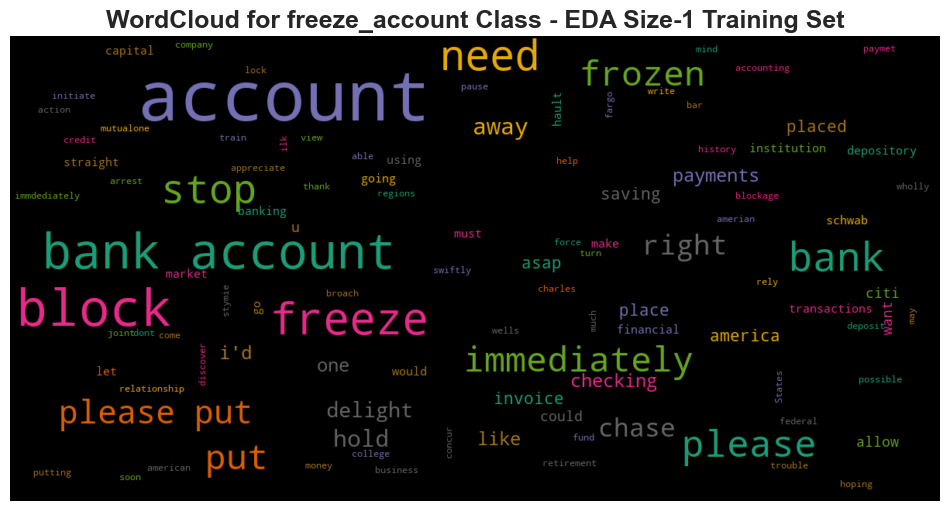 WordCloud for freeze_account Class - EDA Size-1 Training Set
company
capital
need
mind
paymet
lock
frozen
accounting
account
pause
initiate
hault
fargo
write
action
bar
mutualone
away
placed
credit
train
ilk
view
history
institution
depository
straight
able
using
help
appreciate
payments
arrest
stop
thank
going
saving
wholly
immdediately
regions
blockage
banking
amerian
schwab
u
must
force
make
right
bank account
turn
bank
market
swiftly
asap
rely
charles
citi
block
stymie
go
broach
freeze
place
transactions
want
may
joint
dont
come
wells
much
financial
america
deposit
i'd
discover
one
immediately
let
would
checking
States
possible
relationship
invoice
please put
delight
could
chase
federal
hold
concur
like
fund
please
allow
put
college
putting
american
money
business
retirement
trouble
soon
hoping